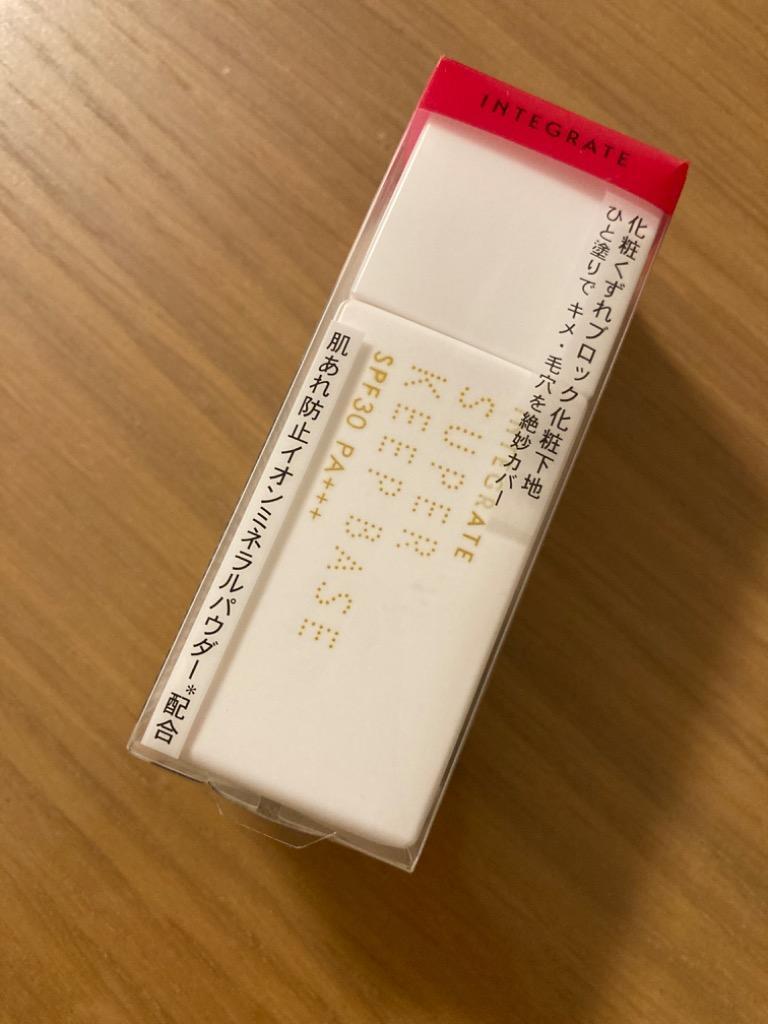 INTEGRATE
化粧くずれブロック化粧下地
ひと塗りで キメ・毛穴を絶妙カバー
INTEGRATE
SUPER
KEEP BASE
SPF30 PA+++
肌あれ防止イオンミネラルパウダー*配合